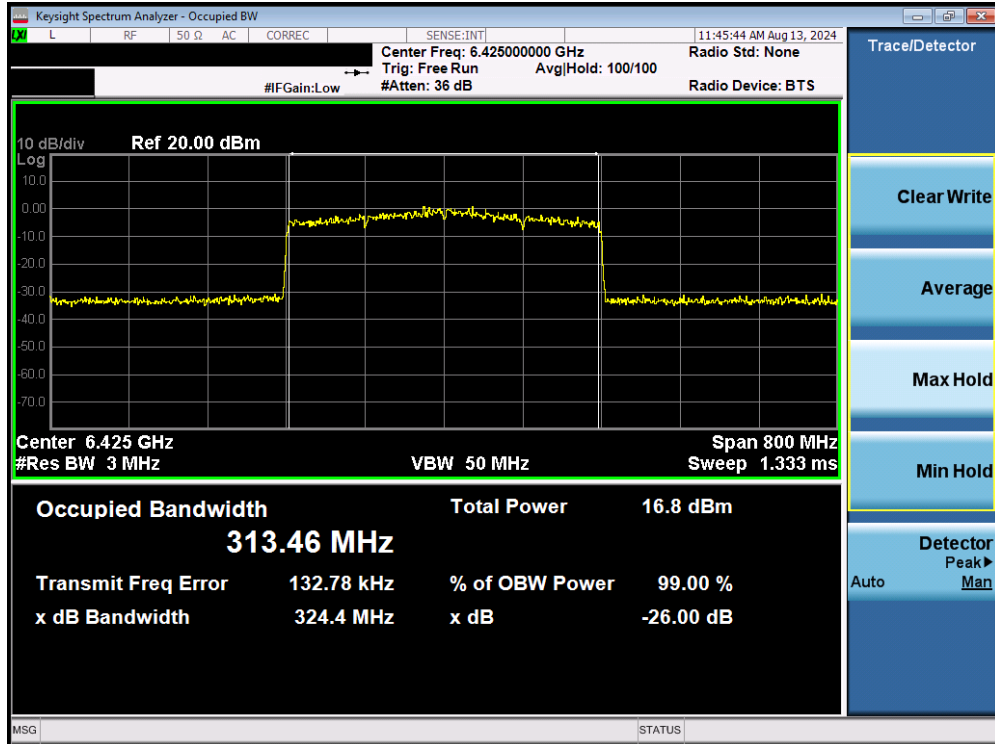 Keysight Spectrum Analyzer - Occupied BW
LXI L RF 50 Ω AC CORREC SENSE:INT 11:45:44 AM Aug 13, 2024
Center Freq: 6.425000000 GHz Radio Std: None
Trig: Free Run Avg|Hold: 100/100
#IFGain:Low #Atten: 36 dB Radio Device: BTS
10 dB/div Ref 20.00 dBm
Log
10.0
0.00
-10.0
-20.0
-30.0
-40.0
-50.0
-60.0
-70.0
Center 6.425 GHz Span 800 MHz
#Res BW 3 MHz VBW 50 MHz Sweep 1.333 ms
Occupied Bandwidth Total Power 16.8 dBm
313.46 MHz
Transmit Freq Error 132.78 kHz % of OBW Power 99.00 %
x dB Bandwidth 324.4 MHz x dB -26.00 dB
MSG STATUS
Trace/Detector
Clear Write
Average
Max Hold
Min Hold
Detector
Peak▶
Auto Man